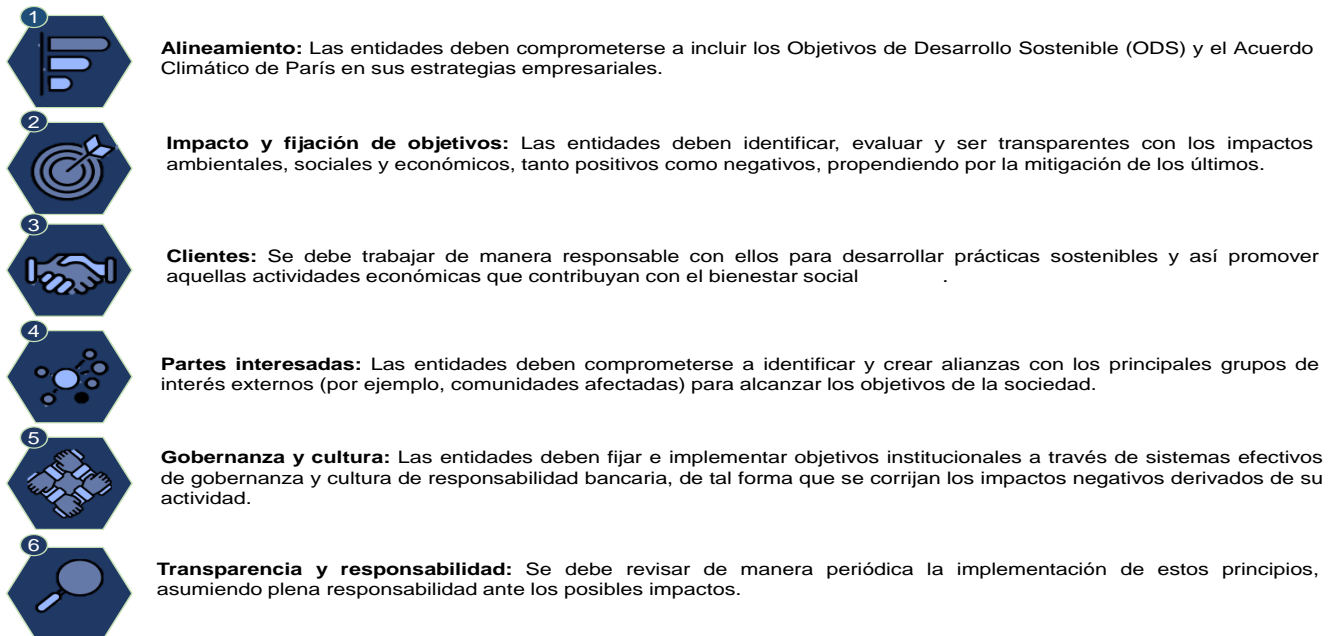 1
Alineamiento: Las entidades deben comprometerse a incluir los Objetivos de Desarrollo Sostenible (ODS) y el Acuerdo
Climático de París en sus estrategias empresariales.
2
Impacto y fijación de objetivos: Las entidades deben identificar, evaluar y ser transparentes con los impactos
ambientales, sociales y económicos, tanto positivos como negativos, propendiendo por la mitigación de los últimos.
3
Clientes: Se debe trabajar de manera responsable con ellos para desarrollar prácticas sostenibles y así promover
aquellas actividades económicas que contribuyan con el bienestar social .
4
Partes interesadas: Las entidades deben comprometerse a identificar y crear alianzas con los principales grupos de
interés externos (por ejemplo, comunidades afectadas) para alcanzar los objetivos de la sociedad.
5
Gobernanza y cultura: Las entidades deben fijar e implementar objetivos institucionales a través de sistemas efectivos
de gobernanza y cultura de responsabilidad bancaria, de tal forma que se corrijan los impactos negativos derivados de su
actividad.
6
Transparencia y responsabilidad: Se debe revisar de manera periódica la implementación de estos principios,
asumiendo plena responsabilidad ante los posibles impactos.